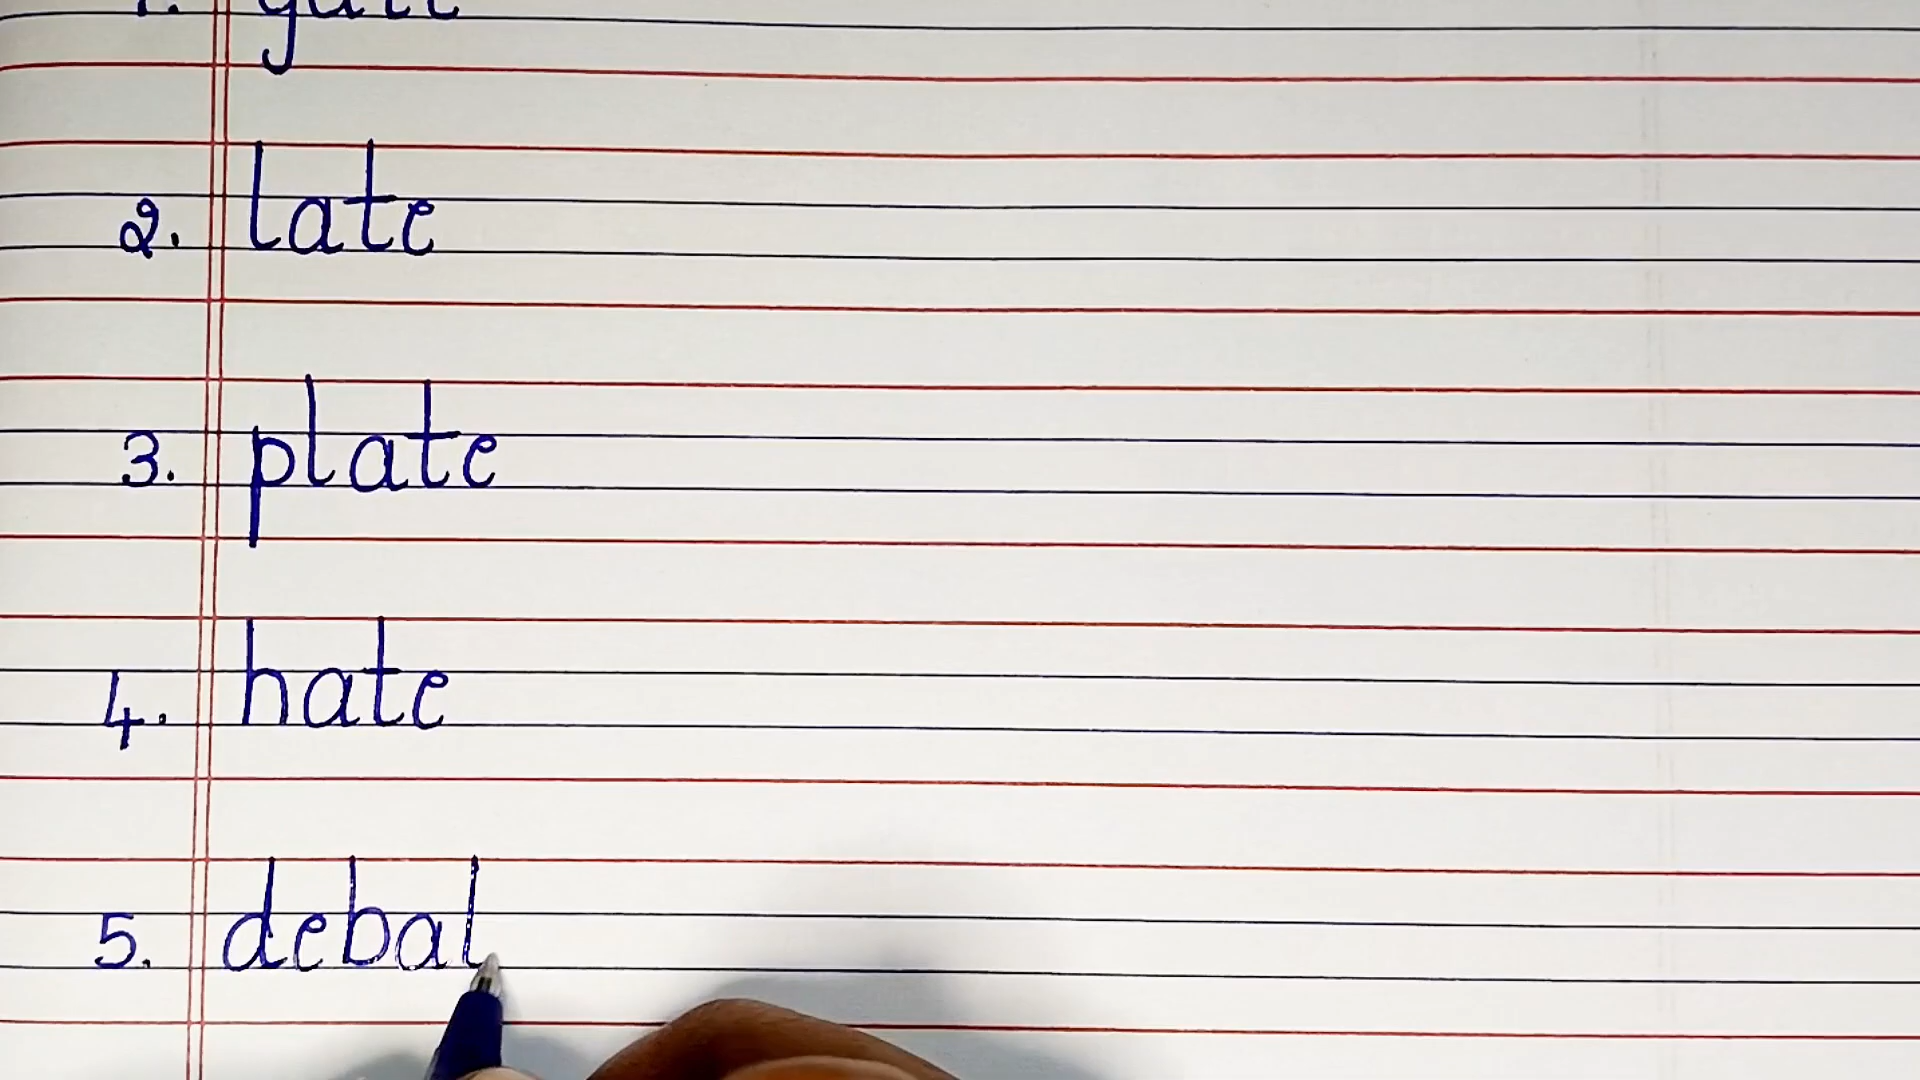 2. late
3. plate
4. hate
5. debal